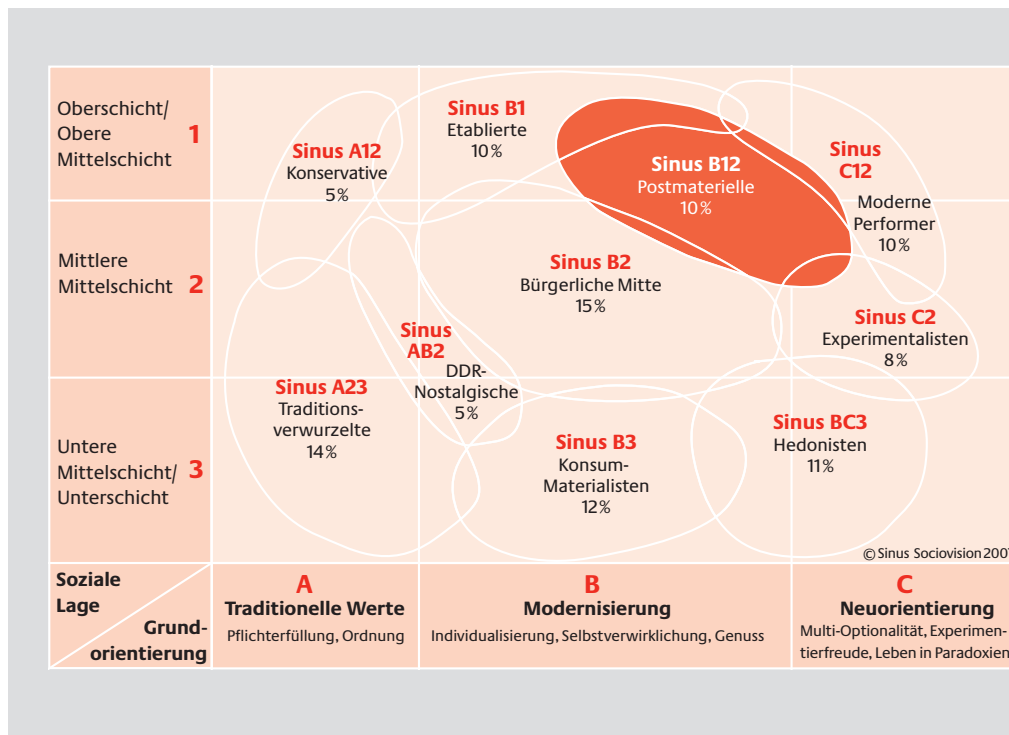 Oberschicht/
Obere
Mittelschicht
1
Sinus A12
Konservative
5%
Sinus B1
Etablierte
10%
Sinus B12
Postmaterielle
10%
Sinus
C12
Moderne
Performer
10%
Mittlere
Mittelschicht
2
Sinus B2
Bürgerliche Mitte
15%
Sinus
AB2
DDR-
Nostalgische
5%
Sinus C2
Experimentalisten
8%
Untere
Mittelschicht/
Unterschicht
3
Sinus A23
Traditions-
verwurzelte
14%
Sinus B3
Konsum-
Materialisten
12%
Sinus BC3
Hedonisten
11%
© Sinus Sociovision 2007
Soziale
Lage
Grund-
orientierung
A
Traditionelle Werte
Pflichterfüllung, Ordnung
B
Modernisierung
Individualisierung, Selbstverwirklichung, Genuss
C
Neuorientierung
Multi-Optionalität, Experimen-
tierfreude, Leben in Paradoxien